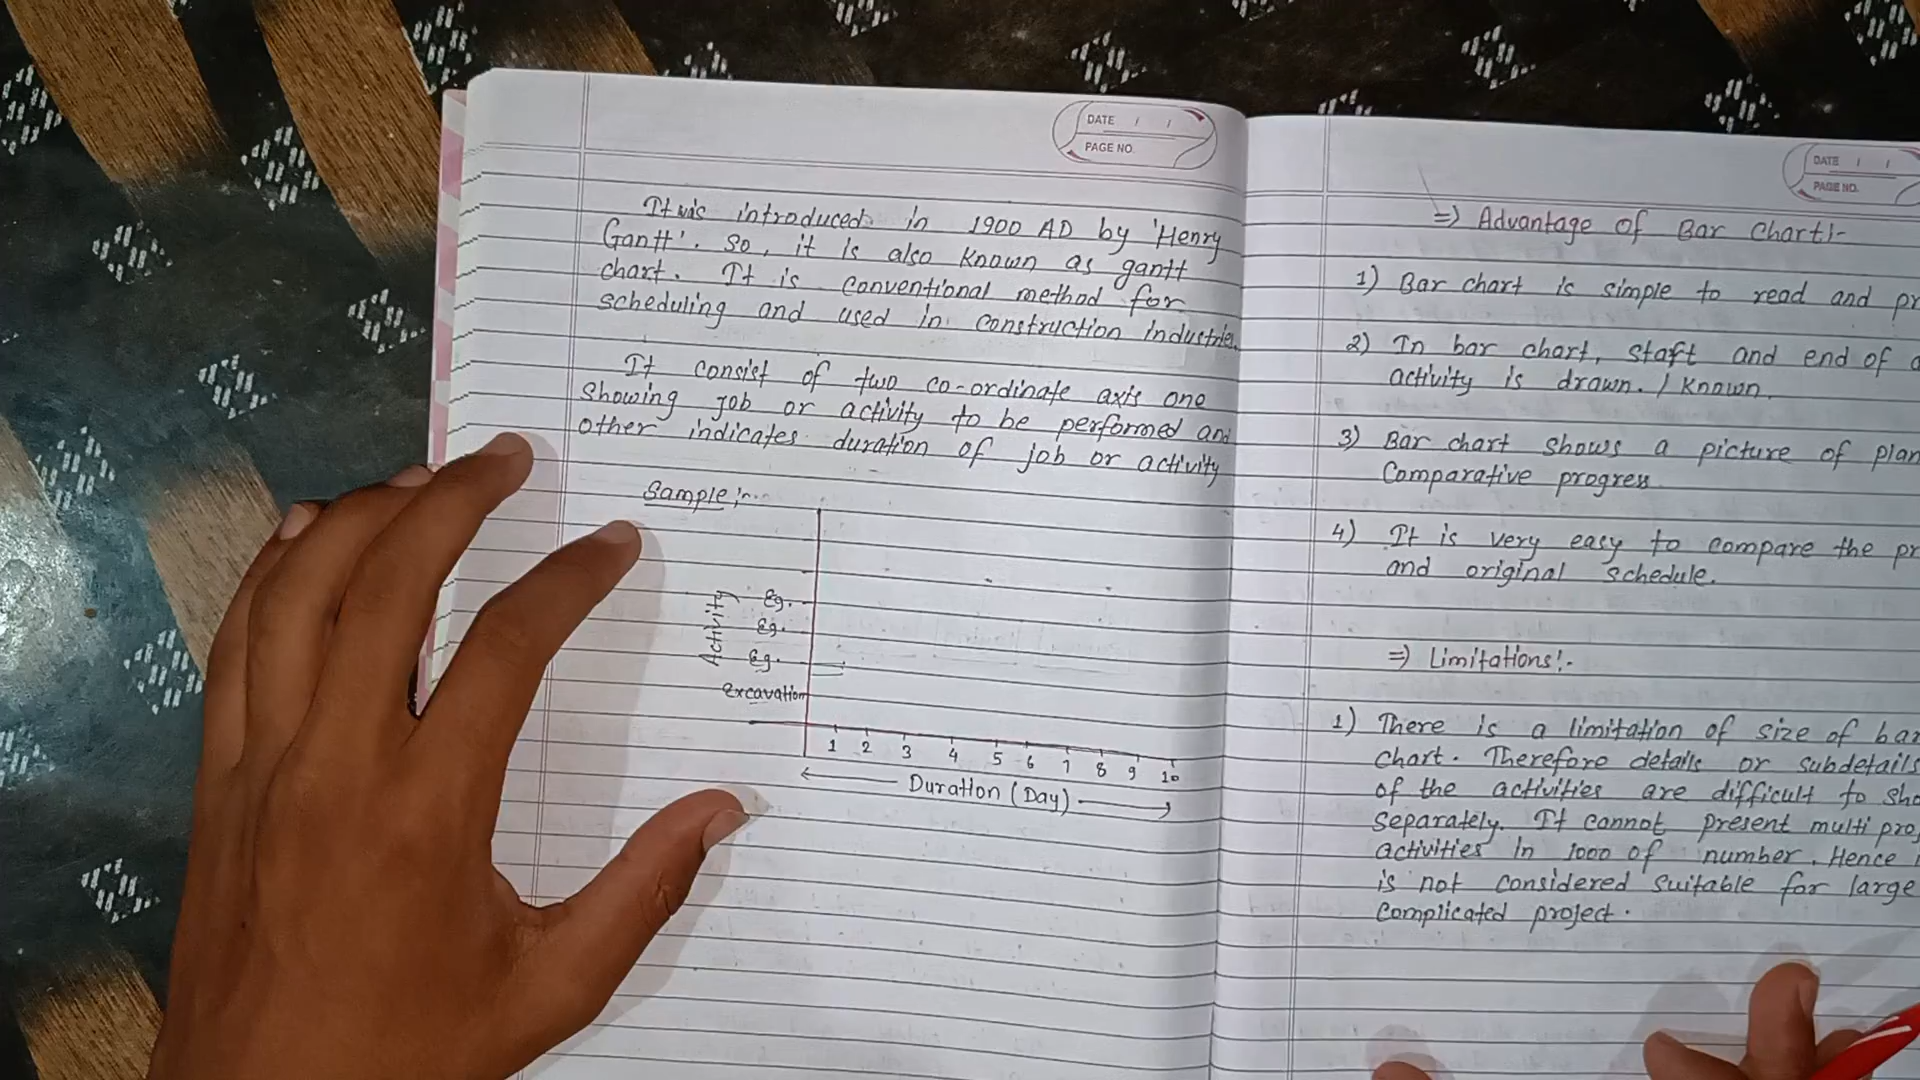 DATE / /
PAGE NO.
It was introduced in 1900 AD by 'Henry
Gantt'. So, it is also known as gantt
chart. It is conventional method for
scheduling and used in construction industrie.
It consist of two co-ordinate axis one
showing job or activity to be performed and
other indicates duration of job or activity
Sample:-
Activity
Eg.
Eg.
Eg.
Excavation
1 2 3 4 5 6 7 8 9 10
Duration (Day)
DATE / /
PAGE NO.
=) Advantage of Bar Chart:-
1) Bar chart is simple to read and
2) In bar chart, start and end of
activity is drawn. / Known.
3) Bar chart shows a picture of
Comparative progress
4) It is very easy to compare the
and original schedule.
=) Limitations:-
1) There is a limitation of size of bar
chart. Therefore details or subdetails
of the activities are difficult to
separately. It cannot present multi
activities in 1000 of number. Hence
is not considered suitable for large
complicated project.